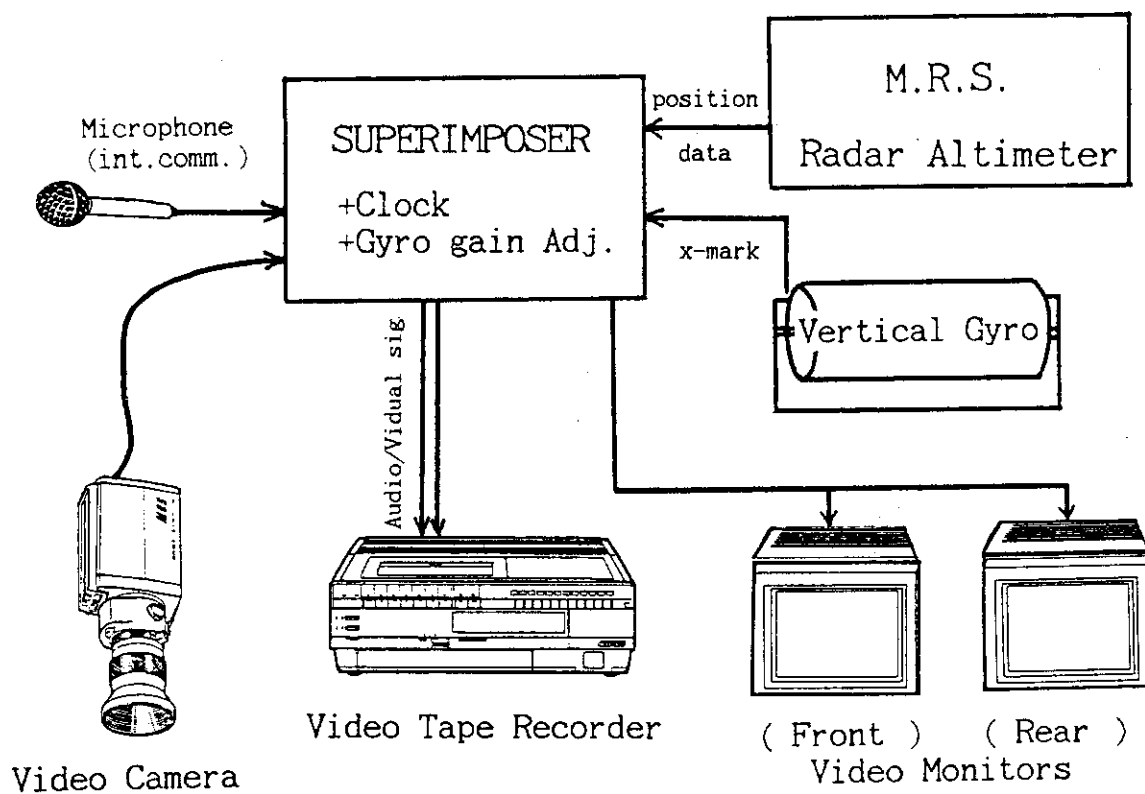 Microphone
(int.comm.)
SUPERIMPOSER
+Clock
+Gyro gain Adj.
position
data
M.R.S.
Radar Altimeter
x-mark
Vertical Gyro
Audio/Vidual sig
Video Camera
Video Tape Recorder
( Front )
( Rear )
Video Monitors